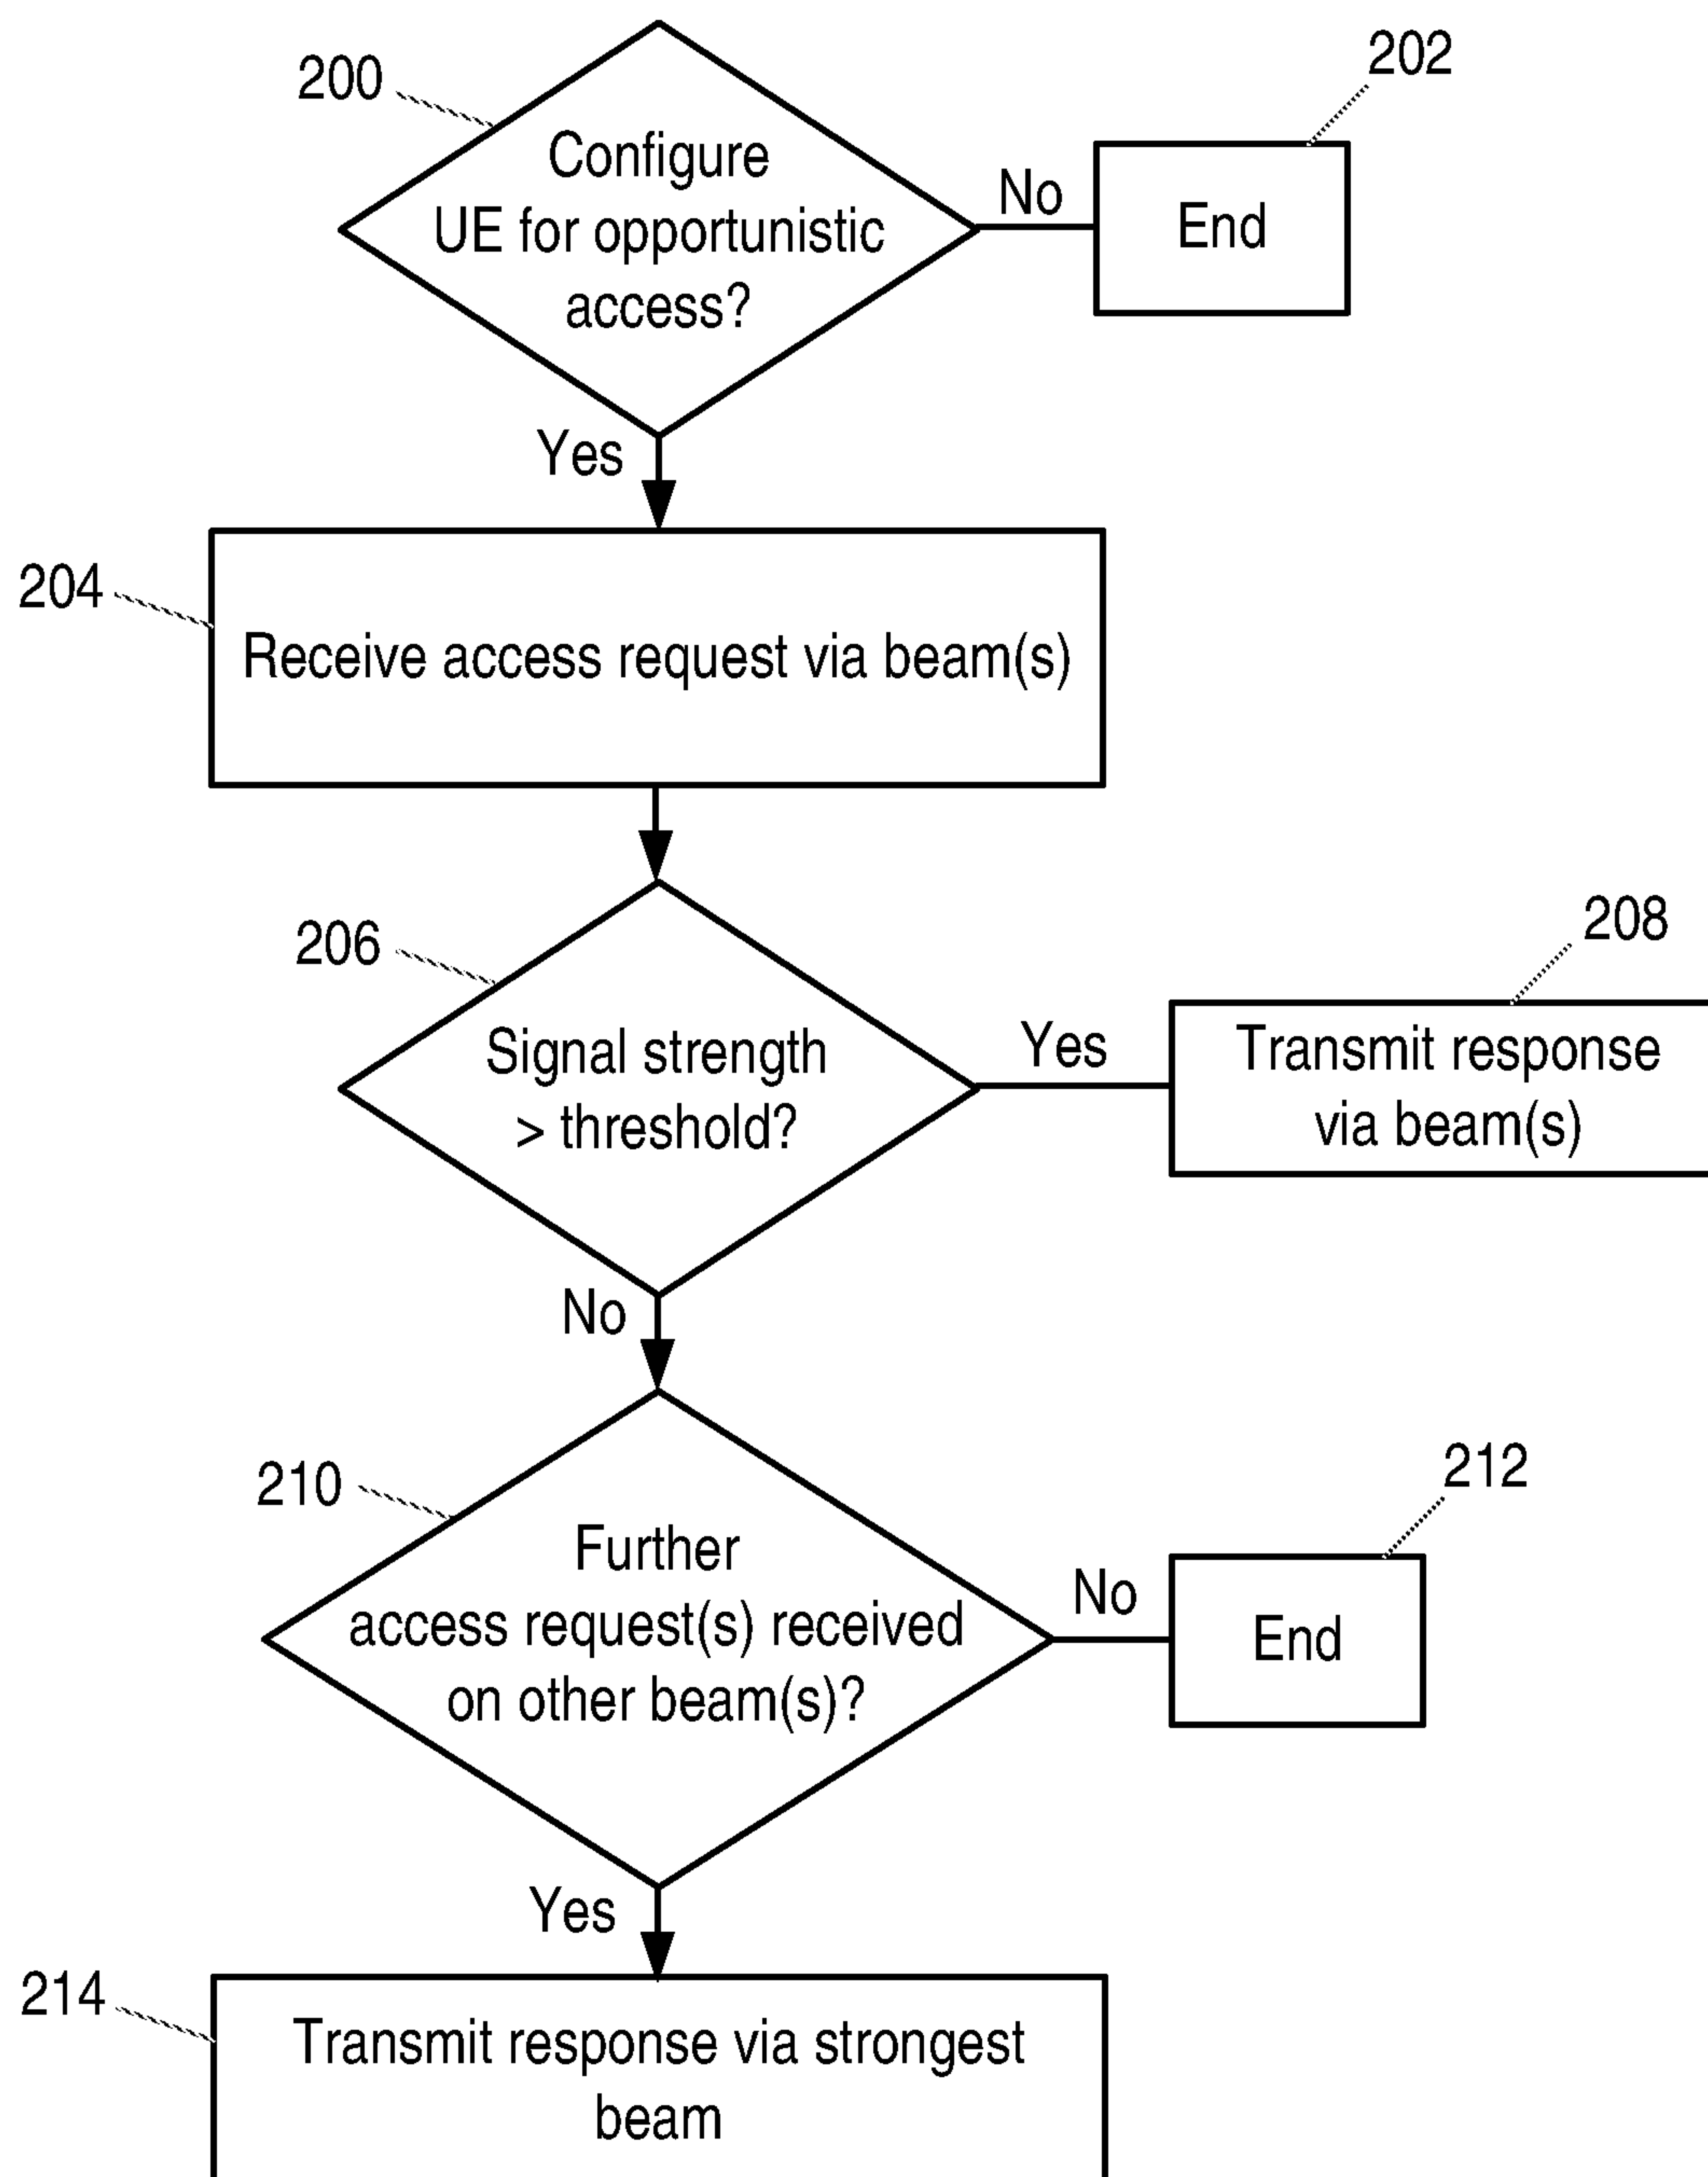 200
202
Configure
UE for opportunistic
access?
No
End
Yes
204
Receive access request via beam(s)
206
208
Signal strength
> threshold?
Yes
Transmit response
via beam(s)
No
210
212
Further
access request(s) received
on other beam(s)?
No
End
Yes
214
Transmit response via strongest
beam